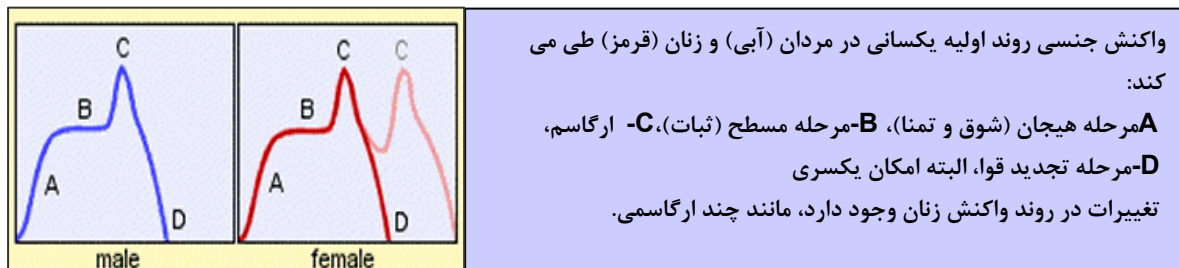 C
B
A
D
male
C
C
B
A
D
female
واکنش جنسی روند اولیه یکسانی در مردان (آبی) و زنان (قرمز) طی می
کند:
Aمرحله هیجان (شوق و تمنا)، B-مرحله مسطح (ثبات)،C- ارگاسم،
D-مرحله تجدید قوا، البته امکان یکسری
تغییرات در روند واکنش زنان وجود دارد، مانند چند ارگاسمی.